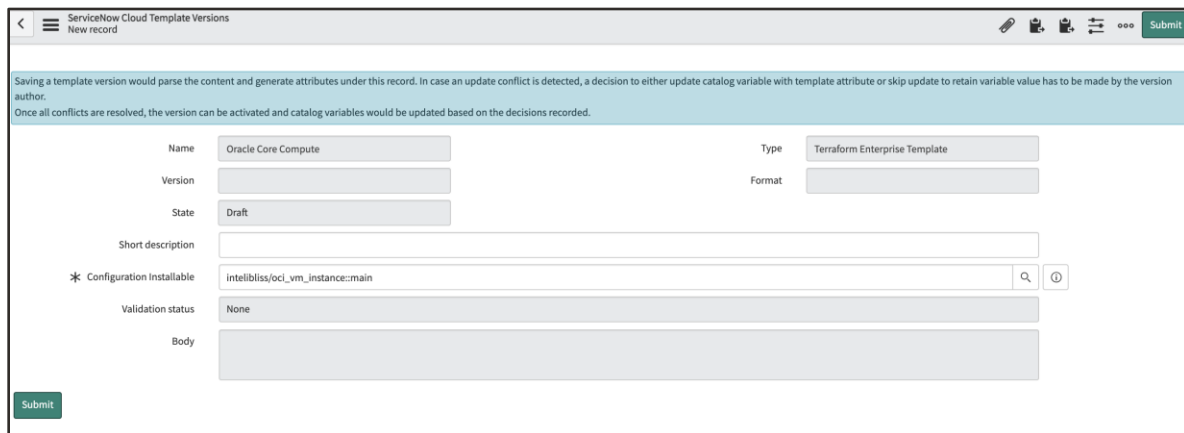 ServiceNow Cloud Template Versions
New record
Submit
Saving a template version would parse the content and generate attributes under this record. In case an update conflict is detected, a decision to either update catalog variable with template attribute or skip update to retain variable value has to be made by the version
author.
Once all conflicts are resolved, the version can be activated and catalog variables would be updated based on the decisions recorded.
Name Oracle Core Compute Type Terraform Enterprise Template
Version Format
State Draft
Short description
Configuration Installable intelibliss/oci_vm_instance::main
Validation status None
Body
Submit